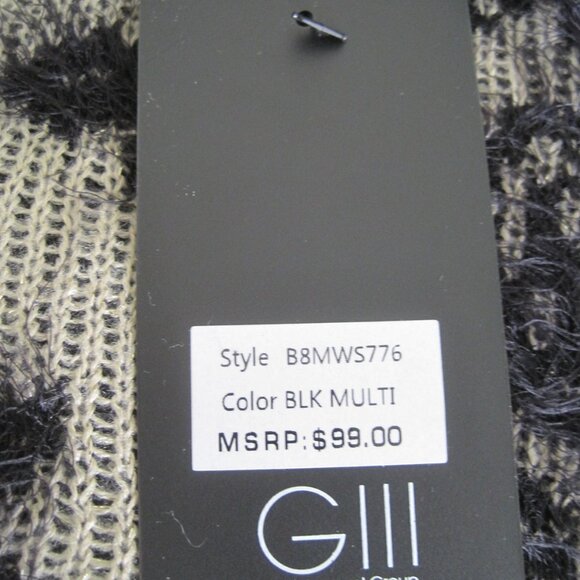 Style B8MWS776
Color BLK MULTI
MSRP: $99.00
GIII